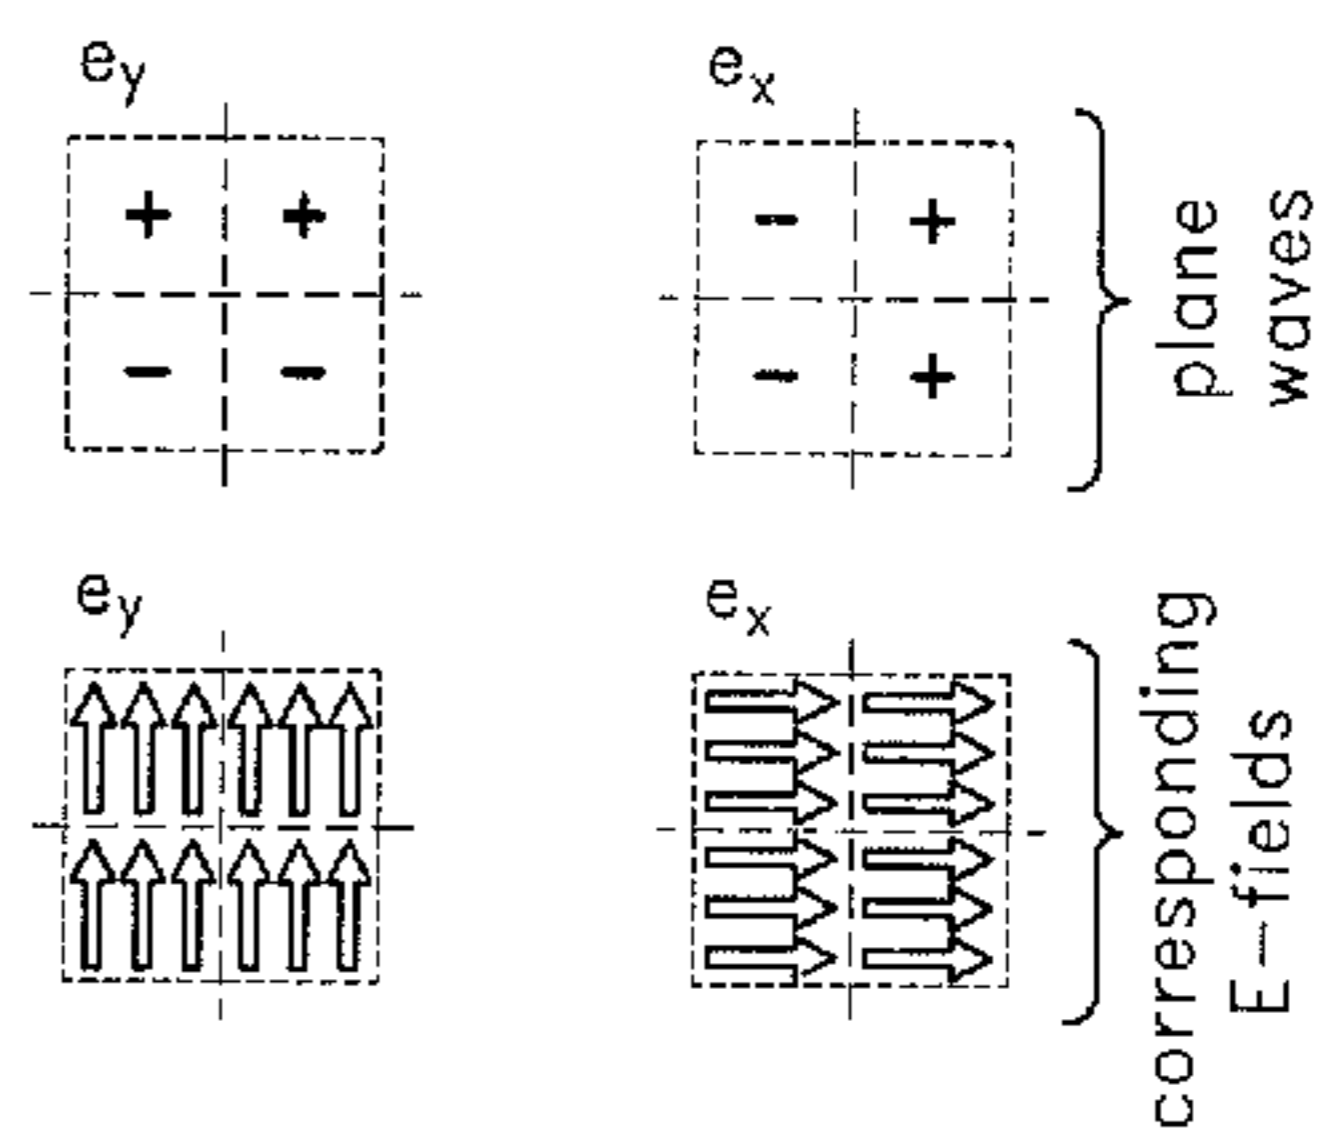 e_y
e_x
+ +
- +
- -
- +
plane
waves
e_y
e_x
corresponding
E-fields